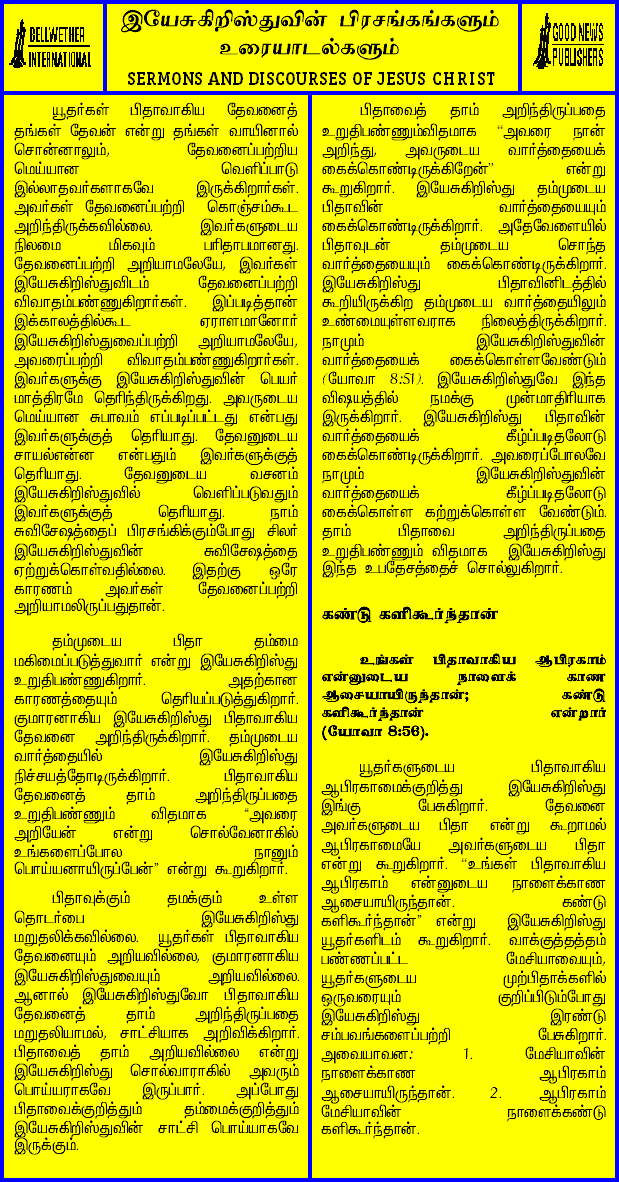 BELLWETHER
INTERNATIONAL
இயேசுகிறிஸ்துவின் பிரசங்கங்களும்
உரையாடல்களும்
SERMONS AND DISCOURSES OF JESUS CHRIST
GOOD NEWS
PUBLISHERS
யூதர்கள் பிதாவாகிய தேவனைத்
தங்கள் தேவன் என்று தங்கள் வாயினால்
சொன்னாலும், தேவனைப்பற்றிய
மெய்யான வெளிப்பாடு
இல்லாதவர்களாகவே இருக்கிறார்கள்.
அவர்கள் தேவனைப்பற்றி கொஞ்சம்கூட
அறிந்திருக்கவில்லை. இவர்களுடைய
நிலமை மிகவும் பரிதாபமானது.
தேவனைப்பற்றி அறியாமலேயே, இவர்கள்
இயேசுகிறிஸ்துவிடம் தேவனைப்பற்றி
விவாதம்பண்ணுகிறார்கள். இப்படித்தான்
இக்காலத்தில்கூட ஏராளமானோர்
இயேசுகிறிஸ்துவைப்பற்றி அறியாமலேயே,
அவரைப்பற்றி விவாதம்பண்ணுகிறார்கள்.
இவர்களுக்கு இயேசுகிறிஸ்துவின் பெயர்
மாத்திரமே தெரிந்திருக்கிறது. அவருடைய
மெய்யான சுபாவம் எப்படிப்பட்டது என்பது
இவர்களுக்குத் தெரியாது. தேவனுடைய
சாயல்என்ன என்பதும் இவர்களுக்குத்
தெரியாது. தேவனுடைய வசனம்
இயேசுகிறிஸ்துவில் வெளிப்படுவதும்
இவர்களுக்குத் தெரியாது. நாம்
சுவிசேஷத்தைப் பிரசங்கிக்கும்போது சிலர்
இயேசுகிறிஸ்துவின் சுவிசேஷத்தை
ஏற்றுக்கொள்வதில்லை. இதற்கு ஒரே
காரணம் அவர்கள் தேவனைப்பற்றி
அறியாமலிருப்பதுதான்.
தம்முடைய பிதா தம்மை
மகிமைப்படுத்துவார் என்று இயேசுகிறிஸ்து
உறுதிபண்ணுகிறார். அதற்கான
காரணத்தையும் தெரியப்படுத்துகிறார்.
குமாரனாகிய இயேசுகிறிஸ்து பிதாவாகிய
தேவனை அறிந்திருக்கிறார். தம்முடைய
வார்த்தையில் இயேசுகிறிஸ்து
நிச்சயத்தோடிருக்கிறார். பிதாவாகிய
தேவனைத் தாம் அறிந்திருப்பதை
உறுதிபண்ணும் விதமாக “அவரை
அறியேன் என்று சொல்வேனாகில்
உங்களைப்போல நானும்
பொய்யனாயிருப்பேன்” என்று கூறுகிறார்.
பிதாவுக்கும் தமக்கும் உள்ள
தொடர்பை இயேசுகிறிஸ்து
மறுதலிக்கவில்லை. யூதர்கள் பிதாவாகிய
தேவனையும் அறியவில்லை, குமாரனாகிய
இயேசுகிறிஸ்துவையும் அறியவில்லை.
ஆனால் இயேசுகிறிஸ்துவோ பிதாவாகிய
தேவனைத் தாம் அறிந்திருப்பதை
மறுதலியாமல், சாட்சியாக அறிவிக்கிறார்.
பிதாவைத் தாம் அறியவில்லை என்று
இயேசுகிறிஸ்து சொல்வாராகில் அவரும்
பொய்யராகவே இருப்பார். அப்போது
பிதாவைக்குறித்தும் தம்மைக்குறித்தும்
இயேசுகிறிஸ்துவின் சாட்சி பொய்யாகவே
இருக்கும்.
பிதாவைத் தாம் அறிந்திருப்பதை
உறுதிபண்ணும்விதமாக “அவரை நான்
அறிந்து, அவருடைய வார்த்தையைக்
கைக்கொண்டிருக்கிறேன்” என்று
கூறுகிறார். இயேசுகிறிஸ்து தம்முடைய
பிதாவின் வார்த்தையையும்
கைக்கொண்டிருக்கிறார். அதேவேளையில்
பிதாவுடன் தம்முடைய சொந்த
வார்த்தையையும் கைக்கொண்டிருக்கிறார்.
இயேசுகிறிஸ்து பிதாவினிடத்தில்
கூறியிருக்கிற தம்முடைய வார்த்தையிலும்
உண்மையுள்ளவராக நிலைத்திருக்கிறார்.
நாமும் இயேசுகிறிஸ்துவின்
வார்த்தையைக் கைக்கொள்ளவேண்டும்
(யோவா 8:51). இயேசுகிறிஸ்துவே இந்த
விஷயத்தில் நமக்கு முன்மாதிரியாக
இருக்கிறார். இயேசுகிறிஸ்து பிதாவின்
வார்த்தையைக் கீழ்ப்படிதலோடு
கைக்கொண்டிருக்கிறார். அவரைப்போலவே
நாமும் இயேசுகிறிஸ்துவின்
வார்த்தையைக் கீழ்ப்படிதலோடு
கைக்கொள்ள கற்றுக்கொள்ள வேண்டும்.
தாம் பிதாவை அறிந்திருப்பதை
உறுதிபண்ணும் விதமாக இயேசுகிறிஸ்து
இந்த உபதேசத்தைச் சொல்லுகிறார்.
கண்டு களிகூர்ந்தான்
உங்கள் பிதாவாகிய ஆபிரகாம்
என்னுடைய நாளைக் காண
ஆசையாயிருந்தான்; கண்டு
களிகூர்ந்தான் என்றார்
(யோவா 8:56).
யூதர்களுடைய பிதாவாகிய
ஆபிரகாமைக்குறித்து இயேசுகிறிஸ்து
இங்கு பேசுகிறார். தேவனை
அவர்களுடைய பிதா என்று கூறாமல்
ஆபிரகாமையே அவர்களுடைய பிதா
என்று கூறுகிறார். “உங்கள் பிதாவாகிய
ஆபிரகாம் என்னுடைய நாளைக்காண
ஆசையாயிருந்தான். கண்டு
களிகூர்ந்தான்” என்று இயேசுகிறிஸ்து
யூதர்களிடம் கூறுகிறார். வாக்குத்தத்தம்
பண்ணப்பட்ட மேசியாவையும்,
யூதர்களுடைய முற்பிதாக்களில்
ஒருவரையும் குறிப்பிடும்போது
இயேசுகிறிஸ்து இரண்டு
சம்பவங்களைப்பற்றி பேசுகிறார்.
அவையாவன: 1. மேசியாவின்
நாளைக்காண ஆபிரகாம்
ஆசையாயிருந்தான். 2. ஆபிரகாம்
மேசியாவின் நாளைக்கண்டு
களிகூர்ந்தான்.